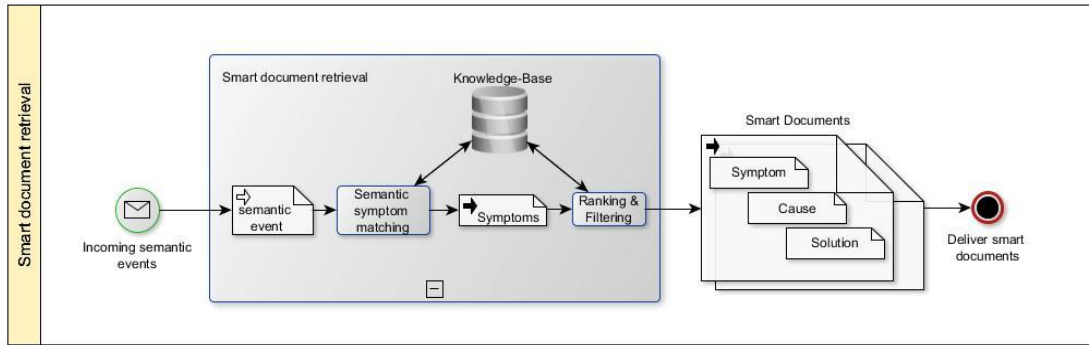 Smart document retrieval
Incoming semantic
events
Smart document retrieval
Knowledge-Base
semantic
event
Semantic
symptom
matching
Symptoms
Ranking &
Filtering
Smart Documents
Symptom
Cause
Solution
Deliver smart
documents